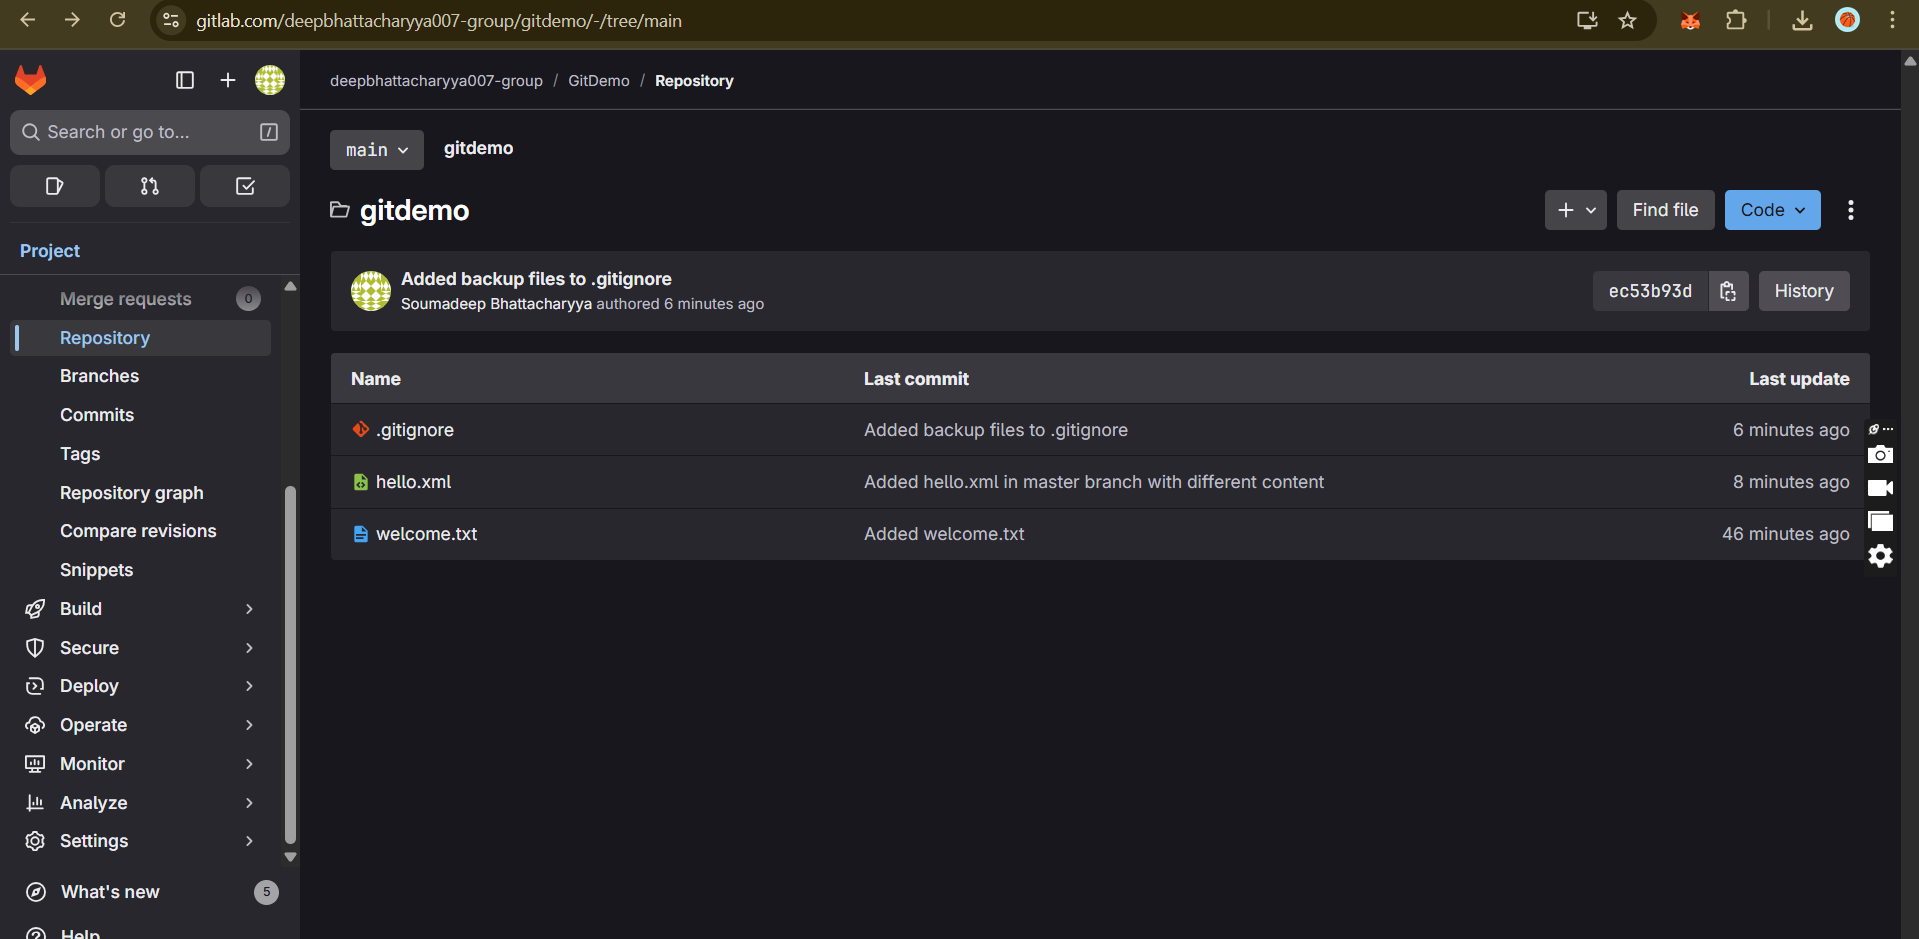 gitlab.com/deepbhattacharyya007-group/gitdemo/-/tree/main
deepbhattacharyya007-group / GitDemo / Repository
Search or go to... /
main
gitdemo
gitdemo
Find file
Code
Project
Added backup files to .gitignore
Soumadeep Bhattacharyya authored 6 minutes ago
ec53b93d
History
Merge requests 0
Repository
Branches
Commits
Tags
Repository graph
Compare revisions
Snippets
Build
Secure
Deploy
Operate
Monitor
Analyze
Settings
What's new 5
Help
Name Last commit Last update
.gitignore Added backup files to .gitignore 6 minutes ago
hello.xml Added hello.xml in master branch with different content 8 minutes ago
welcome.txt Added welcome.txt 46 minutes ago